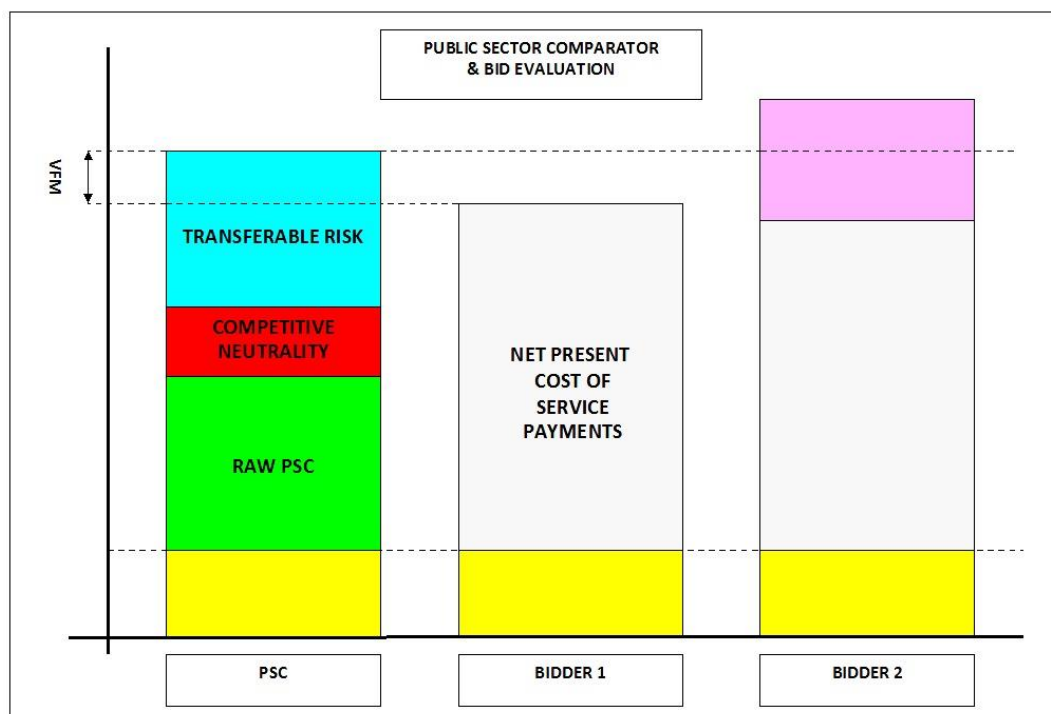 PUBLIC SECTOR COMPARATOR
& BID EVALUATION
VFM
TRANSFERABLE RISK
COMPETITIVE
NEUTRALITY
RAW PSC
NET PRESENT
COST OF
SERVICE
PAYMENTS
PSC
BIDDER 1
BIDDER 2